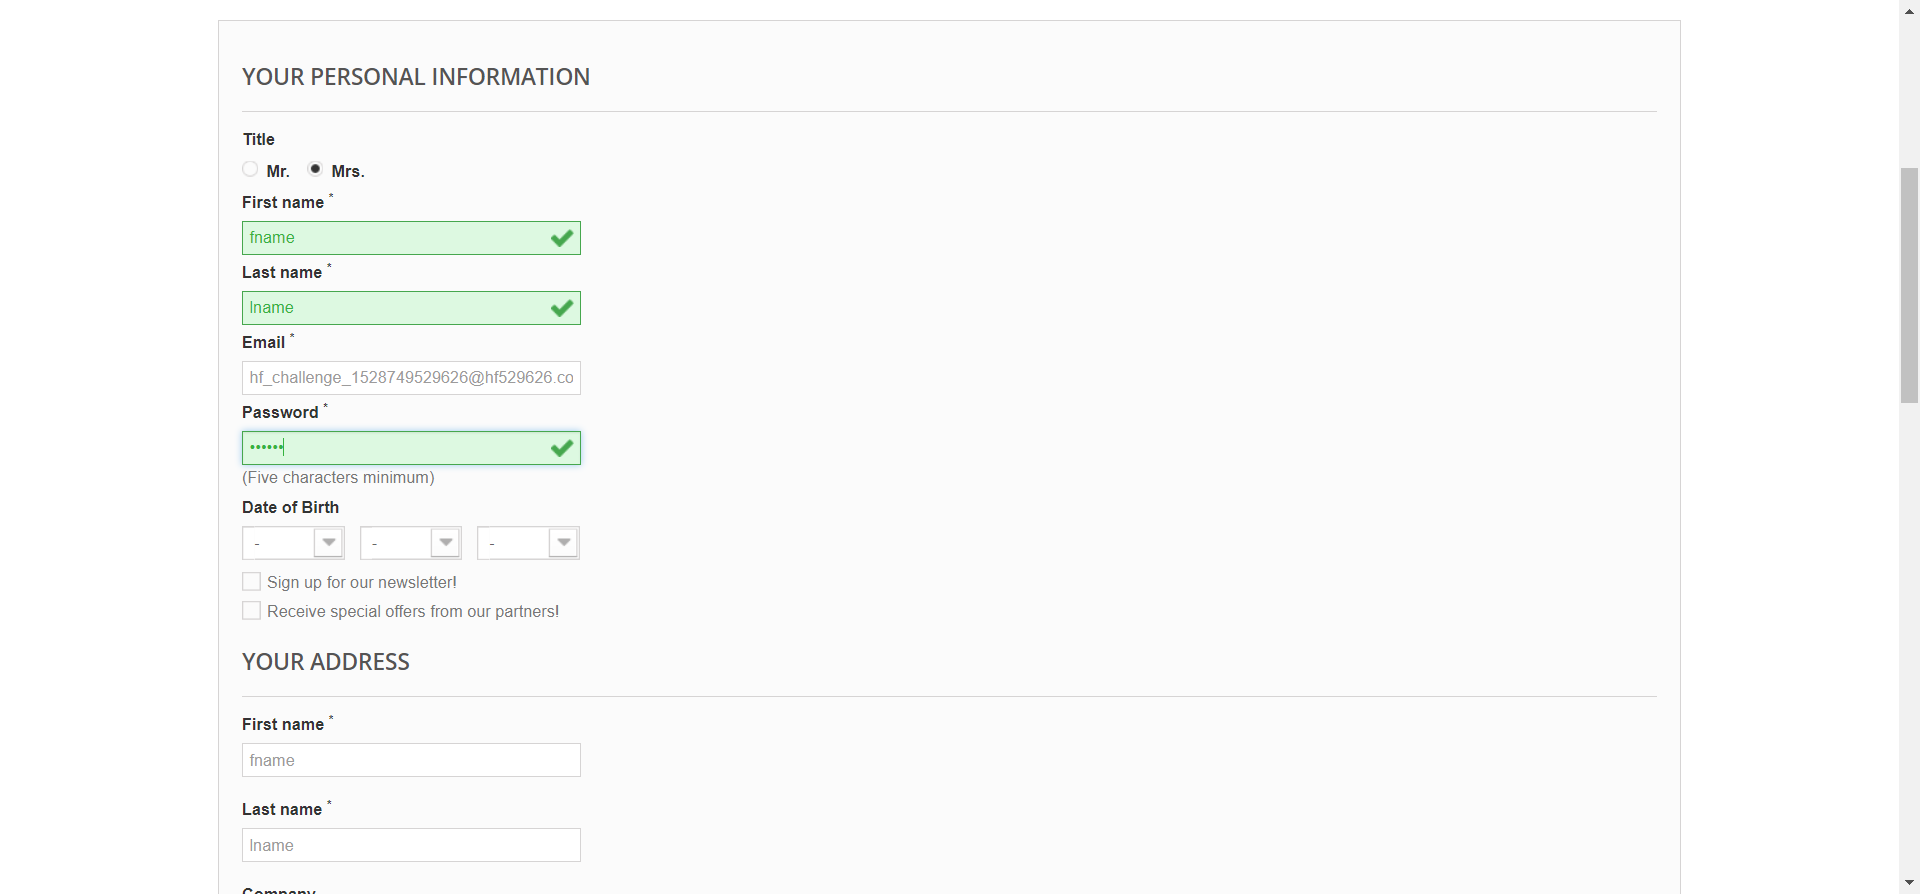 YOUR PERSONAL INFORMATION
Title
Mr. Mrs.
First name *
fname
Last name *
lname
Email *
hf_challenge_1528749529626@hf529626.co
Password *
••••••
(Five characters minimum)
Date of Birth
- - -
Sign up for our newsletter!
Receive special offers from our partners!
YOUR ADDRESS
First name *
fname
Last name *
lname
Company